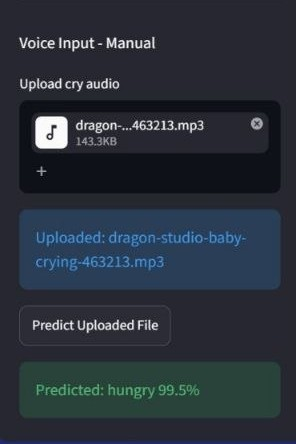 Voice Input - Manual
Upload cry audio
dragon-...463213.mp3
143.3KB
+
Uploaded: dragon-studio-baby-
crying-463213.mp3
Predict Uploaded File
Predicted: hungry 99.5%